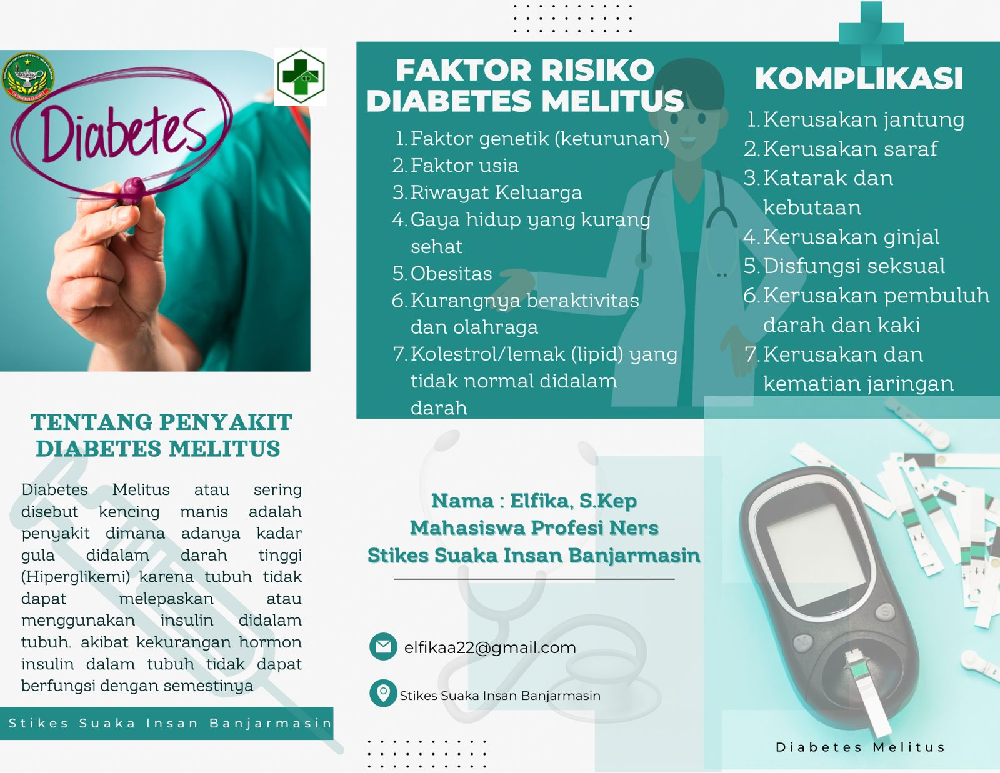 Diabetes
TENTANG PENYAKIT
DIABETES MELITUS
Diabetes Melitus atau sering
disebut kencing manis adalah
penyakit dimana adanya kadar
gula didalam darah tinggi
(Hiperglikemi) karena tubuh tidak
dapat melepaskan atau
menggunakan insulin didalam
tubuh. akibat kekurangan hormon
insulin dalam tubuh tidak dapat
berfungsi dengan semestinya
Stikes Suaka Insan Banjarmasin
FAKTOR RISIKO
DIABETES MELITUS
1. Faktor genetik (keturunan)
2. Faktor usia
3. Riwayat Keluarga
4. Gaya hidup yang kurang
sehat
5. Obesitas
6. Kurangnya beraktivitas
dan olahraga
7. Kolestrol/lemak (lipid) yang
tidak normal didalam
darah
Nama : Elfika, S.Kep
Mahasiswa Profesi Ners
Stikes Suaka Insan Banjarmasin
elfikaa22@gmail.com
Stikes Suaka Insan Banjarmasin
KOMPLIKASI
1. Kerusakan jantung
2. Kerusakan saraf
3. Katarak dan
kebutaan
4. Kerusakan ginjal
5. Disfungsi seksual
6. Kerusakan pembuluh
darah dan kaki
7. Kerusakan dan
kematian jaringan
S
M
Diabetes Melitus